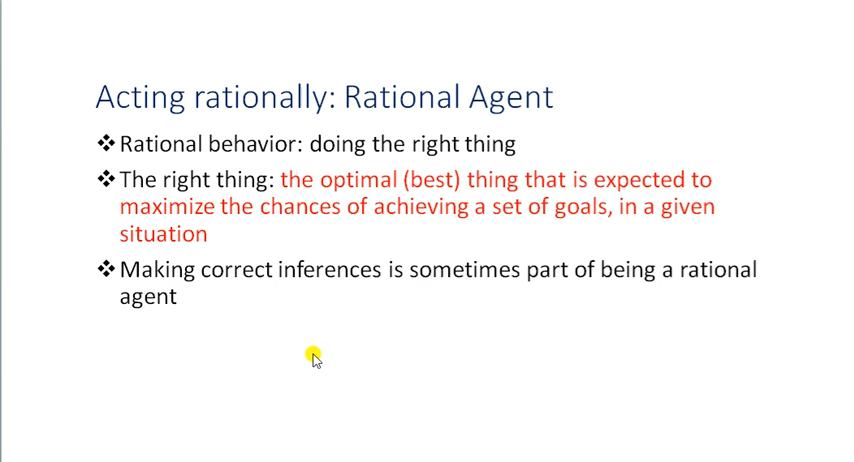 Acting rationally: Rational Agent
❖ Rational behavior: doing the right thing
❖ The right thing: the optimal (best) thing that is expected to
maximize the chances of achieving a set of goals, in a given
situation
❖ Making correct inferences is sometimes part of being a rational
agent